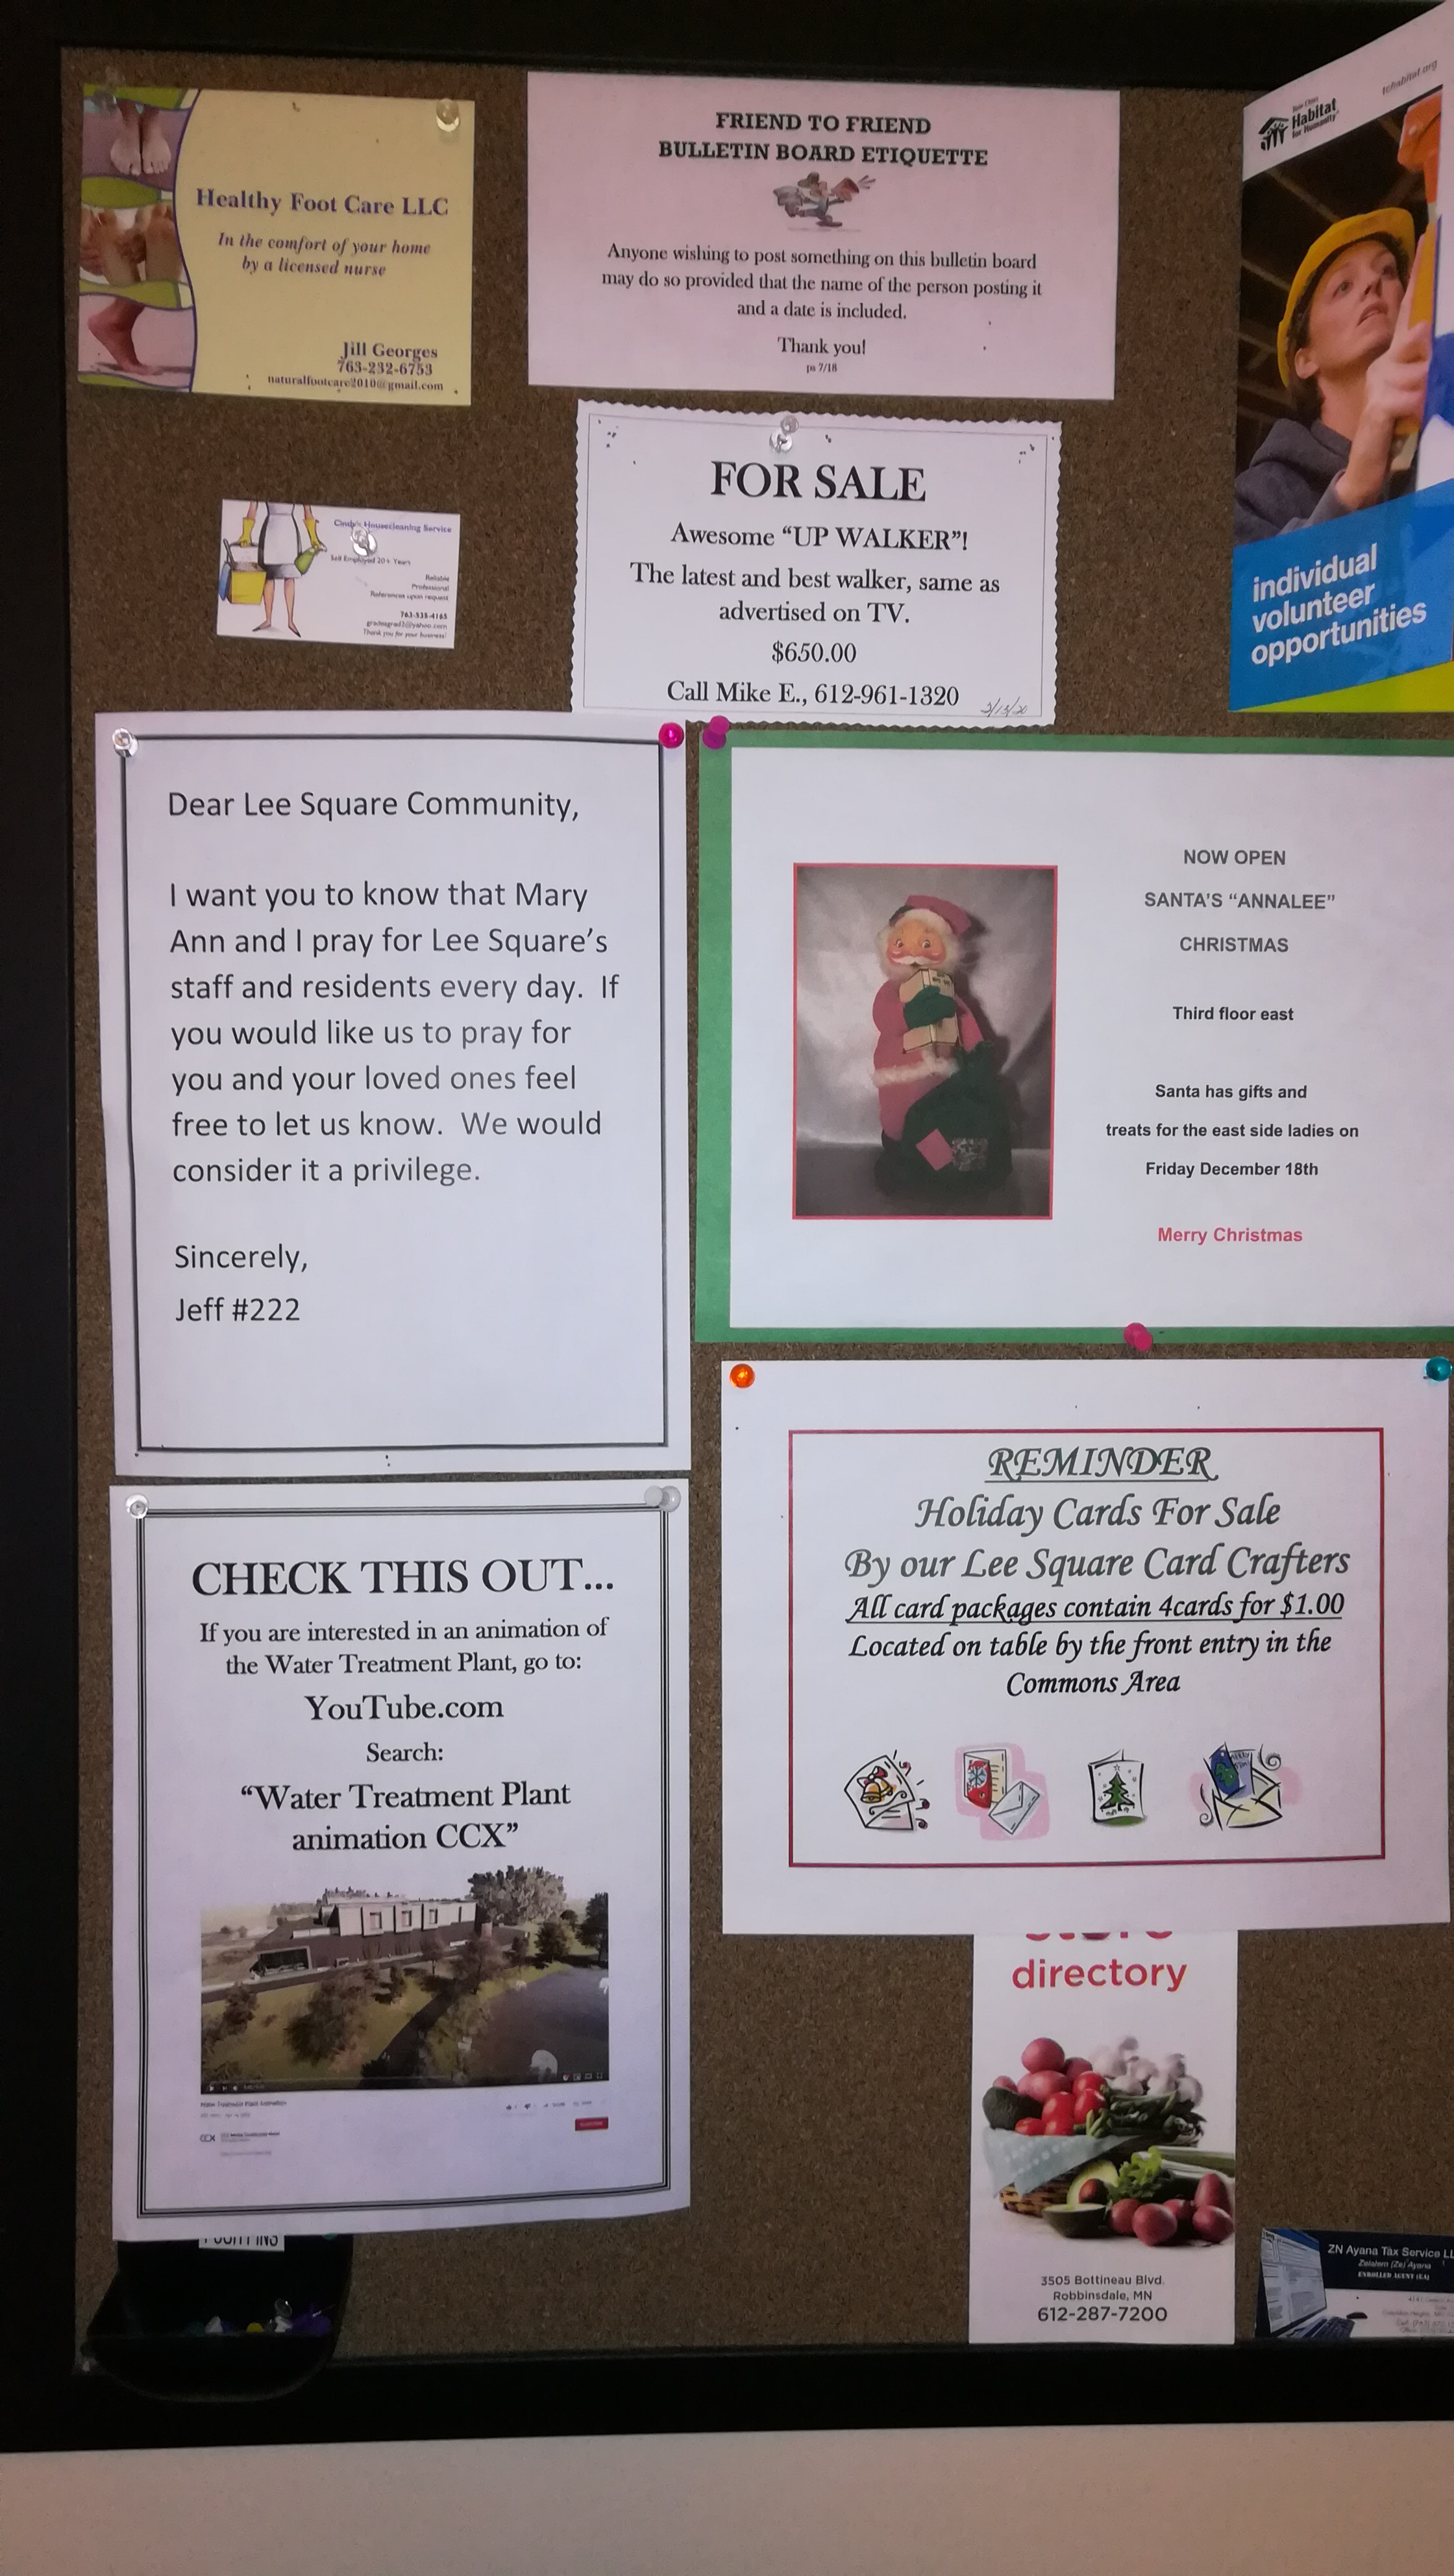 Healthy Foot Care LLC
In the comfort of your home
by a licensed nurse
Jill Georges
763-232-6753
naturalfootcare2010@gmail.com
FRIEND TO FRIEND
BULLETIN BOARD ETIQUETTE
Anyone wishing to post something on this bulletin board
may do so provided that the name of the person posting it
and a date is included.
Thank you!
ps 7/18
Twin Cities
Habitat
for Humanity
tchabitat.org
individual
volunteer
opportunities
Cindy's Housecleaning Service
Self Employed 20+ Years
Reliable
Professional
References upon request
763-535-4165
Thank you for your business!
FOR SALE
Awesome “UP WALKER”!
The latest and best walker, same as
advertised on TV.
$650.00
Call Mike E., 612-961-1320
Dear Lee Square Community,
I want you to know that Mary
Ann and I pray for Lee Square’s
staff and residents every day.  If
you would like us to pray for
you and your loved ones feel
free to let us know.  We would
consider it a privilege.
Sincerely,
Jeff #222
NOW OPEN
SANTA’S “ANNALEE”
CHRISTMAS
Third floor east
Santa has gifts and
treats for the east side ladies on
Friday December 18th
Merry Christmas
REMINDER
Holiday Cards For Sale
By our Lee Square Card Crafters
All card packages contain 4cards for $1.00
Located on table by the front entry in the
Commons Area
CHECK THIS OUT...
If you are interested in an animation of
the Water Treatment Plant, go to:
YouTube.com
Search:
“Water Treatment Plant
animation CCX”
Water Treatment Plant Animation
CCX
directory
3505 Bottineau Blvd.
Robbinsdale, MN
612-287-7200
ZN Ayana Tax Service
Zelalem (Ze) Ayana
ENROLLED AGENT (EA)